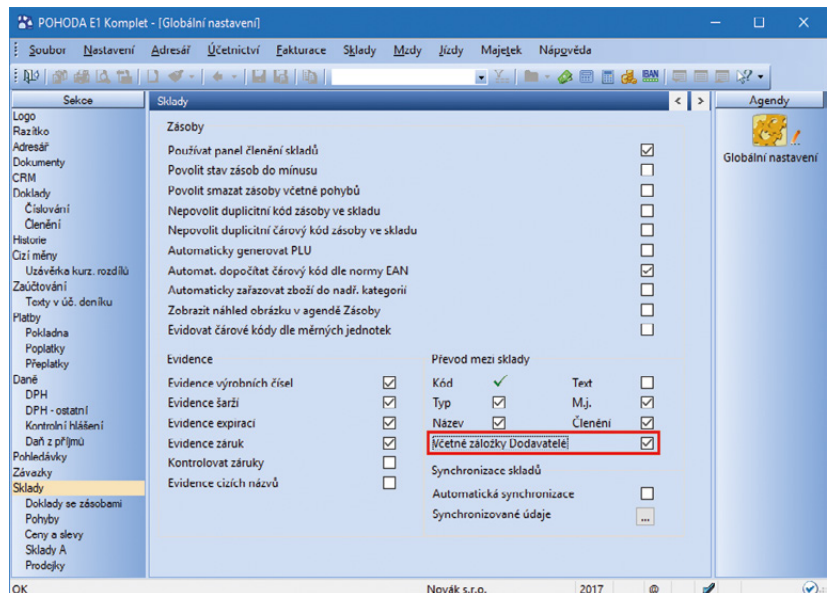 POHODA E1 Komplet - [Globální nastavení]
Soubor Nastavení Adresář Účetnictví Fakturace Sklady Mzdy Jízdy Majetek Nápověda
IBAN
Sekce
Logo
Razítko
Adresář
Dokumenty
CRM
Doklady
Číslování
Členění
Historie
Cizí měny
Uzávěrka kurz. rozdílů
Zaúčtování
Texty v úč. deníku
Platby
Pokladna
Poplatky
Přeplatky
Daně
DPH
DPH - ostatní
Kontrolní hlášení
Daň z příjmů
Pohledávky
Závazky
Sklady
Doklady se zásobami
Pohyby
Ceny a slevy
Sklady A
Prodejky
Sklady
Zásoby
Používat panel členění skladů
Povolit stav zásob do mínusu
Povolit smazat zásoby včetně pohybů
Nepovolit duplicitní kód zásoby ve skladu
Nepovolit duplicitní čárový kód zásoby ve skladu
Automaticky generovat PLU
Automat. dopočítat čárový kód dle normy EAN
Automaticky zařazovat zboží do nadř. kategorií
Zobrazit náhled obrázku v agendě Zásoby
Evidovat čárové kódy dle měrných jednotek
Evidence
Evidence výrobních čísel
Evidence šarží
Evidence expirací
Evidence záruk
Kontrolovat záruky
Evidence cizích názvů
Převod mezi sklady
Kód Text
Typ M.j.
Název Členění
Včetně záložky Dodavatelé
Synchronizace skladů
Automatická synchronizace
Synchronizované údaje ...
Agendy
Globální nastavení
OK Novák s.r.o. 2017 @